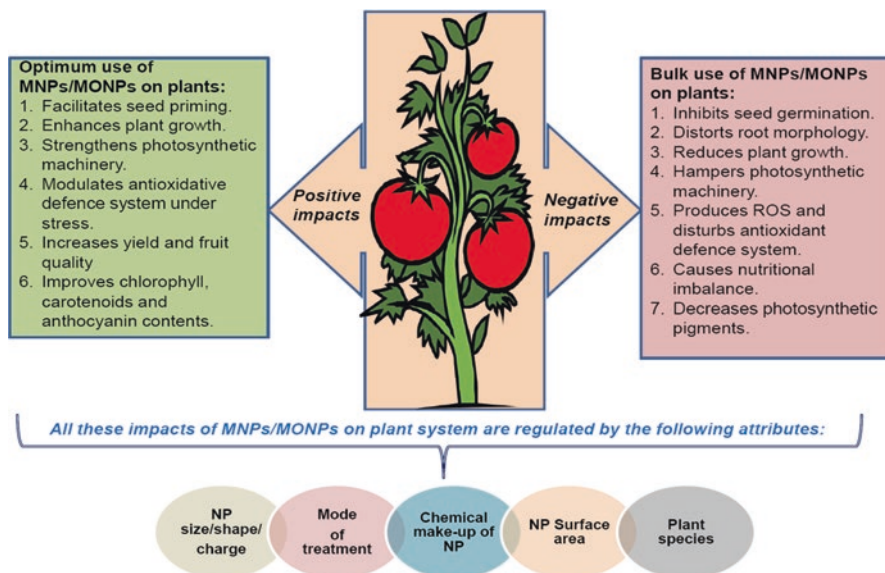 Optimum use of
MNPs/MONPs on plants:
1. Facilitates seed priming.
2. Enhances plant growth.
3. Strengthens photosynthetic
machinery.
4. Modulates antioxidative
defence system under
stress.
5. Increases yield and fruit
quality
6. Improves chlorophyll,
carotenoids and
anthocyanin contents.
Positive
impacts
Negative
impacts
Bulk use of MNPs/MONPs
on plants:
1. Inhibits seed germination.
2. Distorts root morphology.
3. Reduces plant growth.
4. Hampers photosynthetic
machinery.
5. Produces ROS and
disturbs antioxidant
defence system.
6. Causes nutritional
imbalance.
7. Decreases photosynthetic
pigments.
All these impacts of MNPs/MONPs on plant system are regulated by the following attributes:
NP
size/shape/
charge
Mode
of
treatment
Chemical
make-up of
NP
NP Surface
area
Plant
species